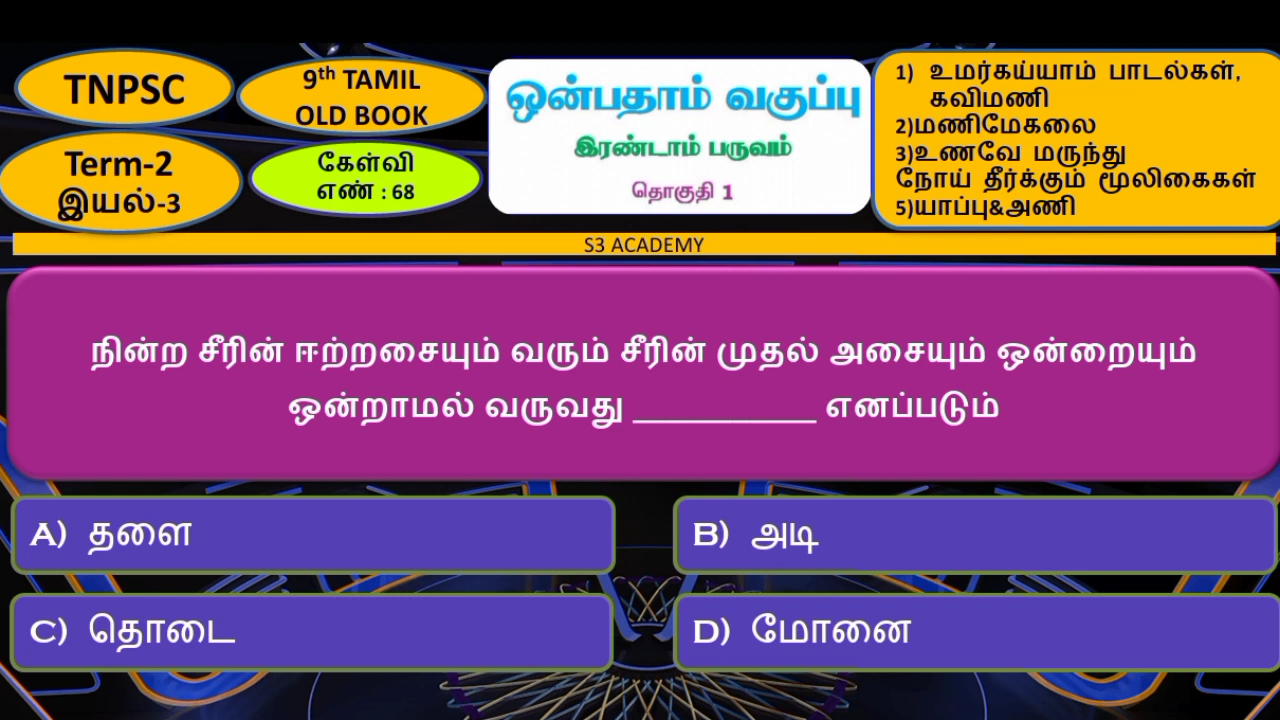 TNPSC
9th TAMIL
OLD BOOK
Term-2
இயல்-3
கேள்வி
எண் : 68
ஒன்பதாம் வகுப்பு
இரண்டாம் பருவம்
தொகுதி 1
1) உமர்கய்யாம் பாடல்கள்,
கவிமணி
2)மணிமேகலை
3)உணவே மருந்து
நோய் தீர்க்கும் மூலிகைகள்
5)யாப்பு&அணி
S3 ACADEMY
நின்ற சீரின் ஈற்றசையும் வரும் சீரின் முதல் அசையும் ஒன்றையும்
ஒன்றாமல் வருவது ____________ எனப்படும்
A) தளை
B) அடி
C) தொடை
D) மோனை